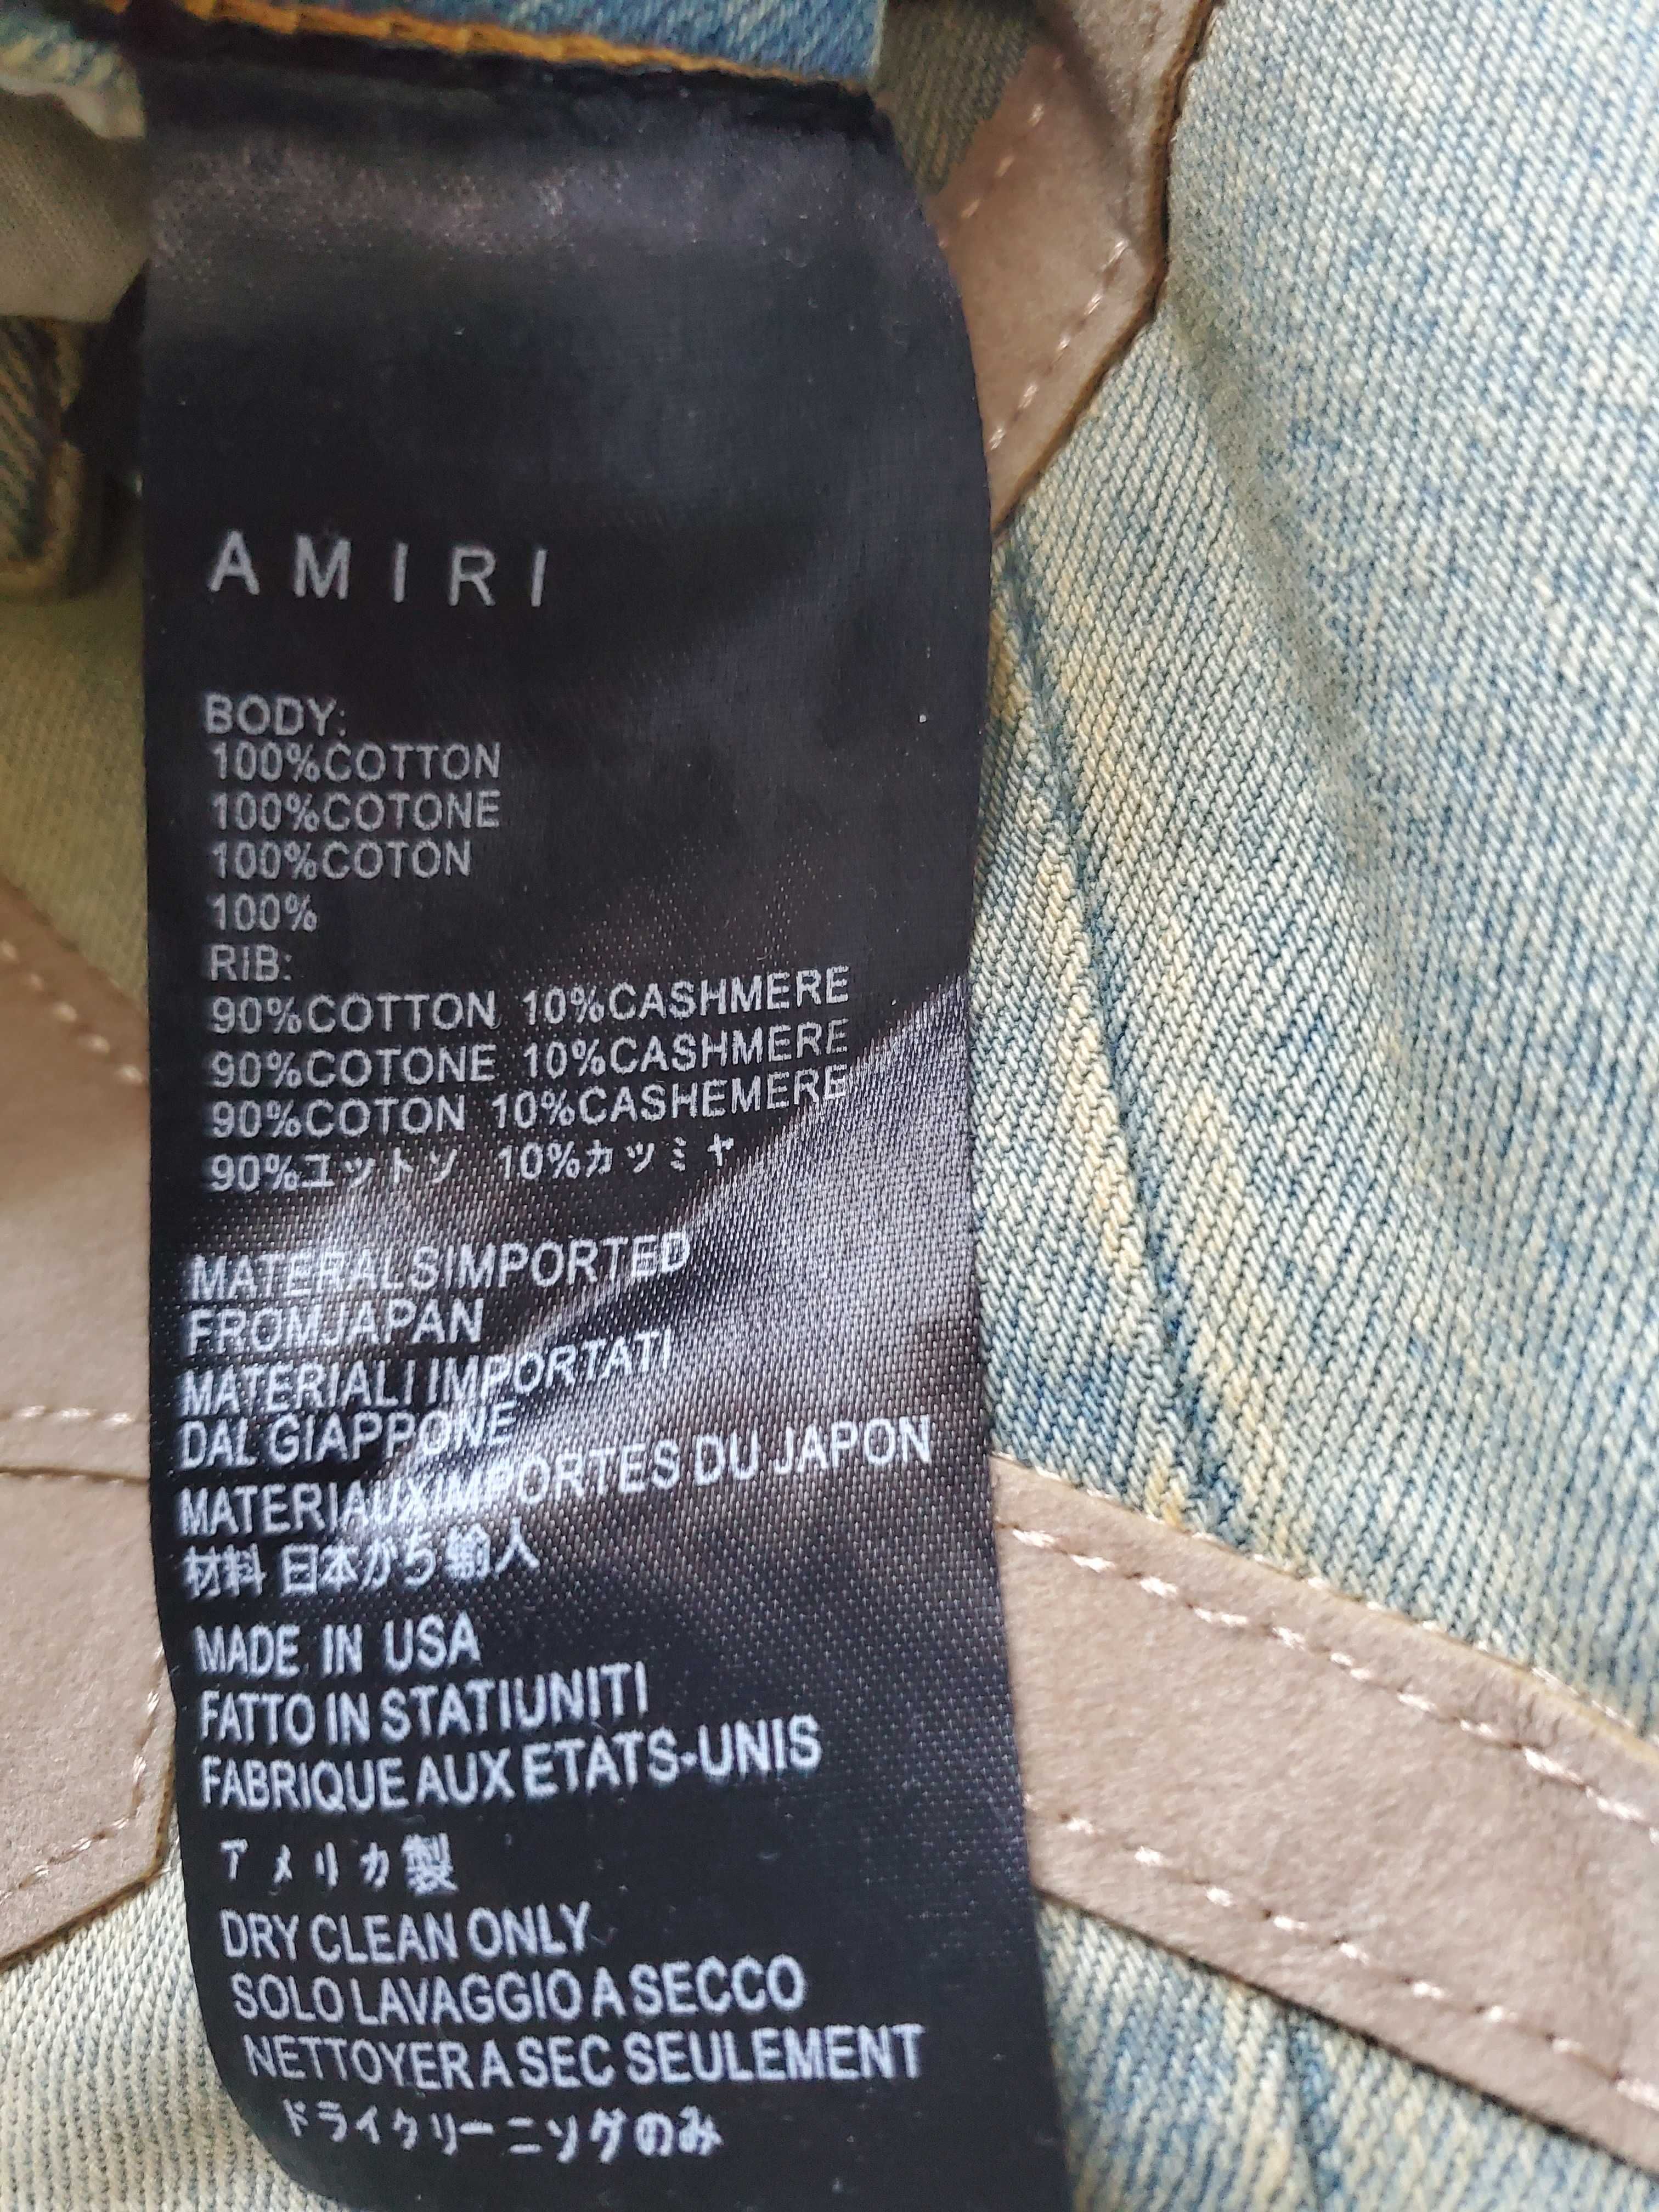 AMIRI
BODY:
100%COTTON
100%COTONE
100%COTON
100%
RIB:
90%COTTON 10%CASHMERE
90%COTONE 10%CASHMERE
90%COTON 10%CASHEMERE
90%ユットソ 10%カツミヤ
MATERALSIMPORTED
FROMJAPAN
MATERIALI IMPORTATI
DAL GIAPPONE
MATERIAUXIMPORTES DU JAPON
材料 日本から輸入
MADE IN USA
FATTO IN STATIUNITI
FABRIQUE AUX ETATS-UNIS
アメリカ製
DRY CLEAN ONLY
SOLO LAVAGGIO A SECCO
NETTOYER A SEC SEULEMENT
ドライクリーニソグのみ